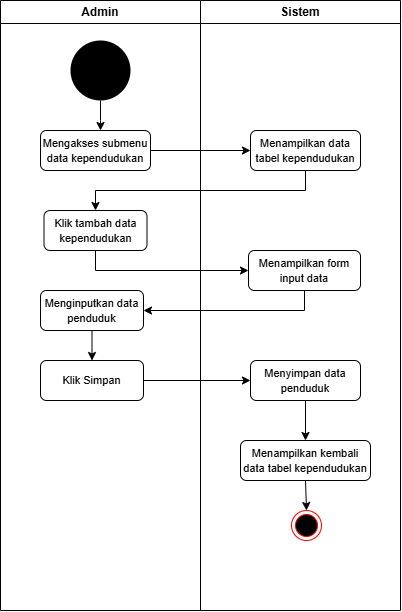 Admin
Sistem
Mengakses submenu
data kependudukan
Menampilkan data
tabel kependudukan
Klik tambah data
kependudukan
Menampilkan form
input data
Menginputkan data
penduduk
Klik Simpan
Menyimpan data
penduduk
Menampilkan kembali
data tabel kependudukan